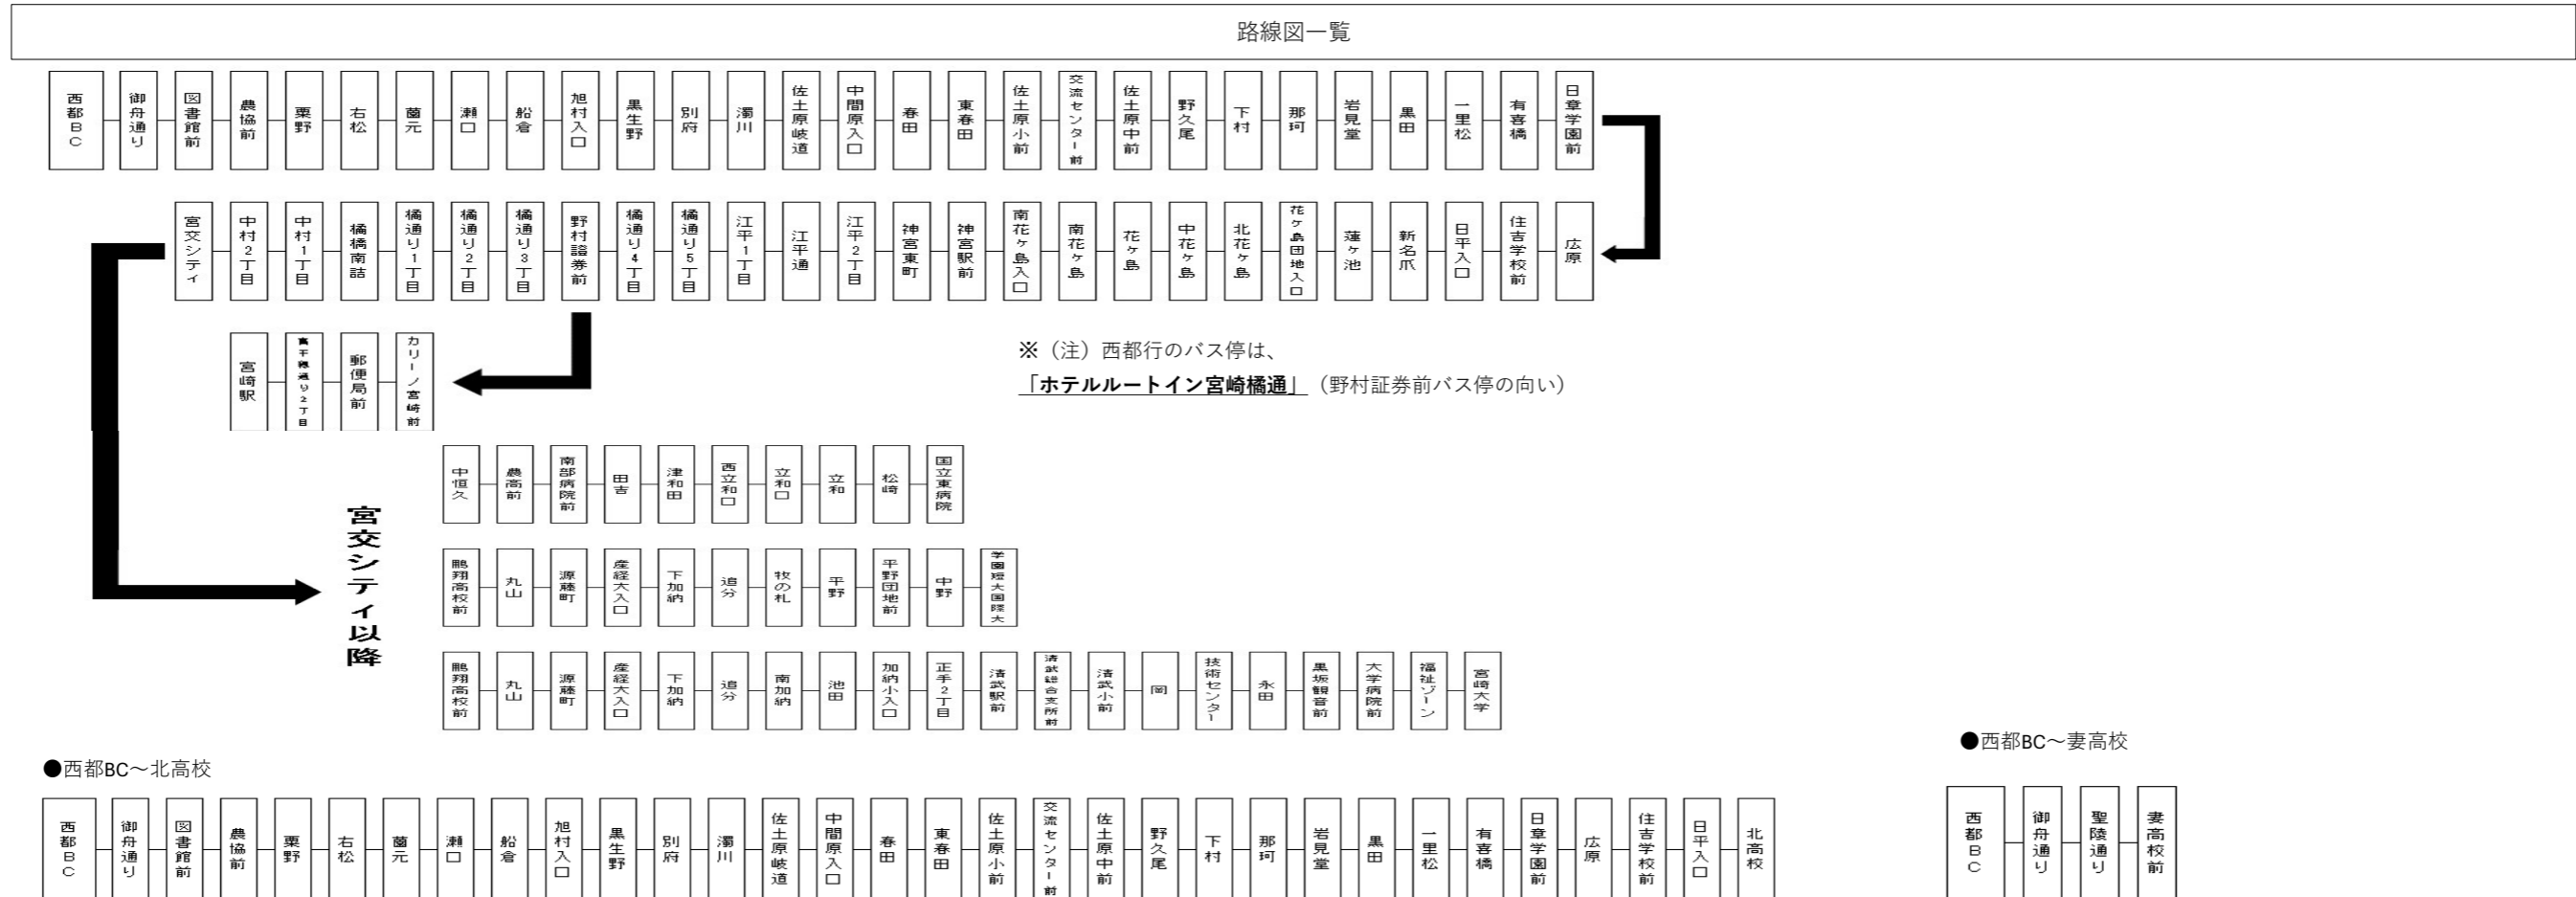 路線図一覧
西都BC
御舟通り
図書館前
農協前
栗野
右松
薗元
瀬口
船倉
旭村入口
黒生野
別府
濁川
佐土原岐道
中間原入口
春田
東春田
佐土原小前
交流センター前
佐土原中前
野久尾
下村
那珂
岩見堂
黒田
一里松
有喜橋
日章学園前
宮交シティ
中村2丁目
中村1丁目
橘橋南詰
橘通り1丁目
橘通り2丁目
橘通り3丁目
野村證券前
橘通り4丁目
橘通り5丁目
江平1丁目
江平通
江平2丁目
神宮東町
神宮駅前
南花ヶ島入口
南花ヶ島
花ヶ島
中花ヶ島
北花ヶ島
花ヶ島団地入口
蓮ヶ池
新名爪
日平入口
住吉学校前
広原
宮崎駅
高千穂通り2丁目
郵便局前
カリーノ宮崎前
※（注）西都行のバス停は、
「ホテルルートイン宮崎橘通」（野村証券前バス停の向い）
宮交シティ以降
中恒久
農高前
南部病院前
田吉
津和田
西立和口
立和口
立和
松崎
国立東病院
鵬翔高校前
丸山
源藤町
産経大入口
下加納
追分
牧の札
平野
平野団地前
中野
学園短大国際大
鵬翔高校前
丸山
源藤町
産経大入口
下加納
追分
南加納
池田
加納小入口
正手2丁目
清武駅前
清武総合支所前
清武小前
岡
技術センター
永田
黒坂観音前
大学病院前
福祉ゾーン
宮崎大学
●西都BC～北高校
西都BC
御舟通り
図書館前
農協前
栗野
右松
薗元
瀬口
船倉
旭村入口
黒生野
別府
濁川
佐土原岐道
中間原入口
春田
東春田
佐土原小前
交流センター前
佐土原中前
野久尾
下村
那珂
岩見堂
黒田
一里松
有喜橋
日章学園前
広原
住吉学校前
日平入口
北高校
●西都BC～妻高校
西都BC
御舟通り
聖陵通り
妻高校前